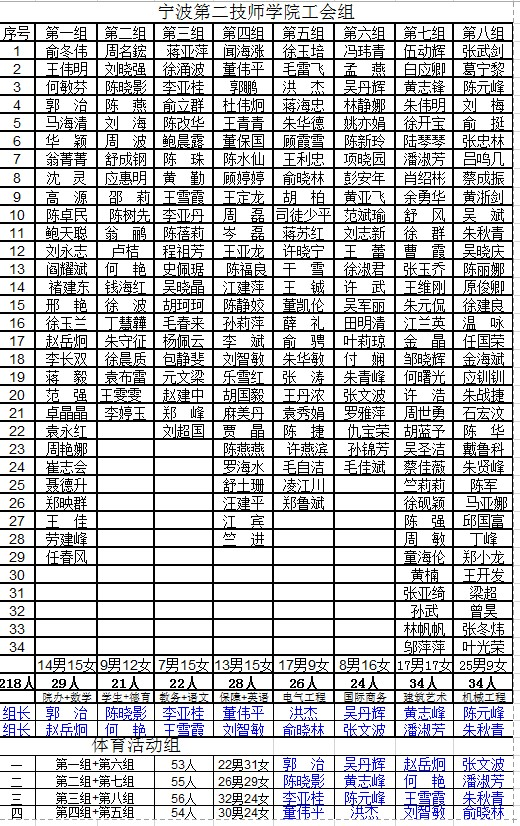 宁波第二技师学院工会组
序号 第一组 第二组 第三组 第四组 第五组 第六组 第七组 第八组
1 俞冬伟 周名鋐 蒋亚萍 闻海涨 徐玉培 冯玮青 伍动辉 张武剑
2 王伟明 刘晓强 徐涌波 董伟平 毛雷飞 孟 燕 白应卿 葛宁黎
3 何敏芬 陈晓影 李亚桂 郭鹏 洪 杰 吴丹辉 黄志锋 陈元峰
4 郭 治 陈 燕 俞立群 杜伟炯 蒋海忠 林静娜 朱伟明 刘 梅
5 马海清 刘 海 陈改华 王青青 朱华德 姚亦娟 徐开宝 俞 挺
6 华 颖 周 波 鲍晨露 董保国 顾霞雪 陈新玲 陆琴琴 张忠林
7 翁菁菁 舒成钢 陈 珠 陈水仙 王利忠 项晓园 潘淑芳 吕鸣几
8 沈 灵 应惠明 黄 勤 顾婷婷 俞晓林 彭安年 肖绍彬 蔡成振
9 高 源 邵 莉 王雪霞 王定龙 胡 柏 黄亚飞 余勇华 黄浙剑
10 陈卓民 陈树先 李亚丹 周 磊 司徒少平 范斌瑜 舒 风 吴 斌
11 鲍天聪 翁 鹏 陈蓓莉 岑 磊 蒋苏红 刘志新 徐 群 朱秋青
12 刘永志 卢桔 程祖芳 王亚龙 许晓宁 王 蕾 曹 霞 吴晓庆
13 阎耀斌 何 艳 史佩琚 陈福良 干 雪 徐淑君 张玉乔 陈丽娜
14 褚建东 钱海红 吴晓晶 江建萍 王 铖 许 武 王维刚 原俊卿
15 邢 艳 徐 波 胡珂珂 陈静姣 董凯伦 吴军丽 朱元侃 徐建良
16 徐玉兰 丁慧韡 毛春来 孙莉萍 薛 礼 田明清 江兰英 温 咏
17 赵岳炯 朱守征 杨佩云 李 斌 俞 骋 叶莉琼 金 晶 任国荣
18 李长双 徐晨质 包静斐 刘智敏 朱华敏 付 娴 邹晓辉 金海斌
19 蒋 毅 袁布雷 元文梁 乐雪红 张 涛 朱青峰 何曙光 应钏钏
20 范 强 王雯雯 赵建中 胡国毅 王丹浓 张文波 许 浩 朱战捷
21 卓晶晶 李婷玉 郑 峰 麻美丹 袁秀娟 罗雅萍 周世勇 石宏汶
22 袁永红 刘超国 贾 晶 陈 捷 仇宝荣 胡蓝予 陈 华
23 周艳娜 陈燕燕 许燕滨 孙锦芳 吴圣洁 戴鲁科
24 崔志会 罗海水 毛自洁 毛佳斌 蔡佳薇 朱贤峰
25 聂德升 舒土珊 凌江川 竺莉莉 陈军
26 郑映群 汪建平 郑鲁斌 徐砚颖 马亚娜
27 王 佳 江 宾 陈 强 邱国富
28 劳建峰 竺 进 周 敏 丁峰
29 任春风 童海伦 郑小龙
30 黄楠 王开发
31 张亚绮 梁超
32 孙武 曾昊
33 林帆帆 张冬炜
34 邬萍萍 叶光荣
14男15女 9男12女 7男15女 13男15女 17男9女 8男16女 17男17女 25男9女
218人 29人 21人 22人 28人 26人 24人 34人 34人
院办+数学 学生+德育 教务+语文 保障+英语 电气工程 国际商务 建筑艺术 机械工程
组长 郭 治 陈晓影 李亚桂 董伟平 洪杰 吴丹辉 黄志峰 陈元峰
组长 赵岳炯 何 艳 王雪霞 刘智敏 俞晓林 张文波 潘淑芳 朱秋青
体育活动组
一 第一组+第六组 53人 22男31女 郭 治 吴丹辉 赵岳炯 张文波
二 第二组+第七组 55人 26男29女 陈晓影 黄志峰 何 艳 潘淑芳
三 第三组+第八组 56人 32男24女 李亚桂 陈元峰 王雪霞 朱秋青
四 第四组+第五组 54人 30男24女 董伟平 洪杰 刘智敏 俞晓林